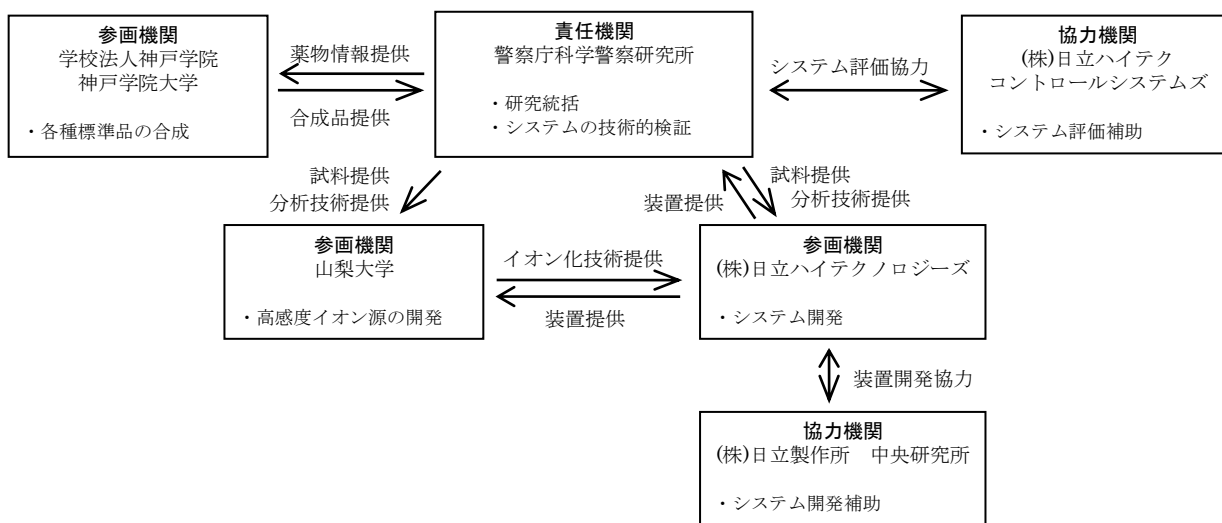 参画機関
学校法人神戸学院
神戸学院大学
・各種標準品の合成
薬物情報提供
合成品提供
責任機関
警察庁科学警察研究所
・研究統括
・システムの技術的検証
システム評価協力
協力機関
(株)日立ハイテク
コントロールシステムズ
・システム評価補助
試料提供
分析技術提供
装置提供
試料提供
分析技術提供
参画機関
山梨大学
・高感度イオン源の開発
イオン化技術提供
装置提供
参画機関
(株)日立ハイテクノロジーズ
・システム開発
装置開発協力
協力機関
(株)日立製作所　中央研究所
・システム開発補助